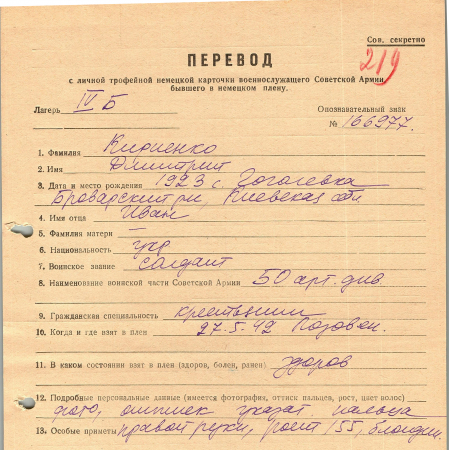 Сов. секретно
219
ПЕРЕВОД
с личной трофейной немецкой карточки военнослужащего Советской Армии,
бывшего в немецком плену.
Лагерь IV Б
Опознавательный знак
№ 166977.
1. Фамилия Кириенко
2. Имя Димитрит
3. Дата и место рождения 1923 с. Гоголевка
Броварский р-н, Киевская обл.
4. Имя отца Иван
5. Фамилия матери —
6. Национальность укр
7. Воинское звание солдат
8. Наименование воинской части Советской Армии 50 арт. див.
9. Гражданская специальность крестьянин
10. Когда и где взят в плен 27.5.42 Лозовен.
11. В каком состоянии взят в плен (здоров, болен, ранен) здоров
12. Подробные персональные данные (имеется фотография, оттиск пальцев, рост, цвет волос)
фото, оттиск указат. пальца
13. Особые приметы правой руки, рост 155, блондин.